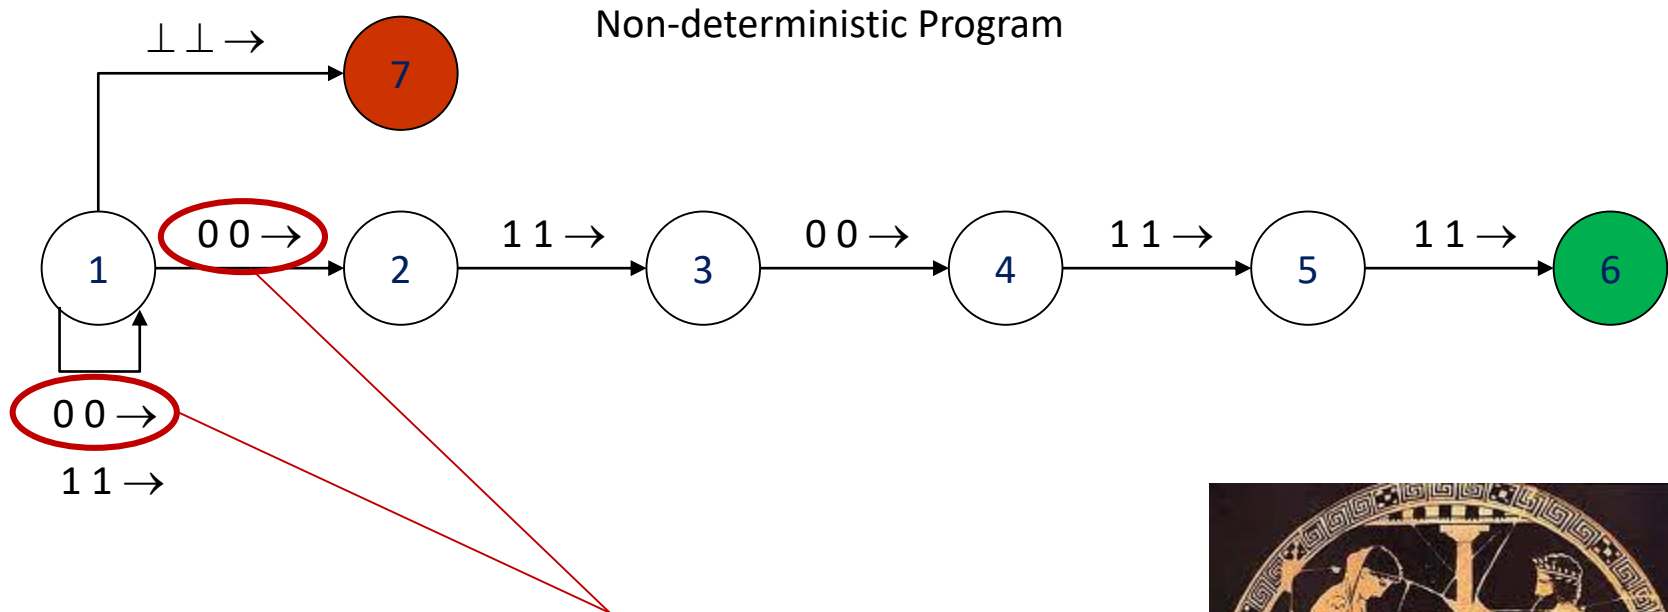 Non-deterministic Program
⊥ ⊥ →
7
0 0 →
1 1 →
0 0 →
1 1 →
1 1 →
1
2
3
4
5
6
0 0 →
1 1 →